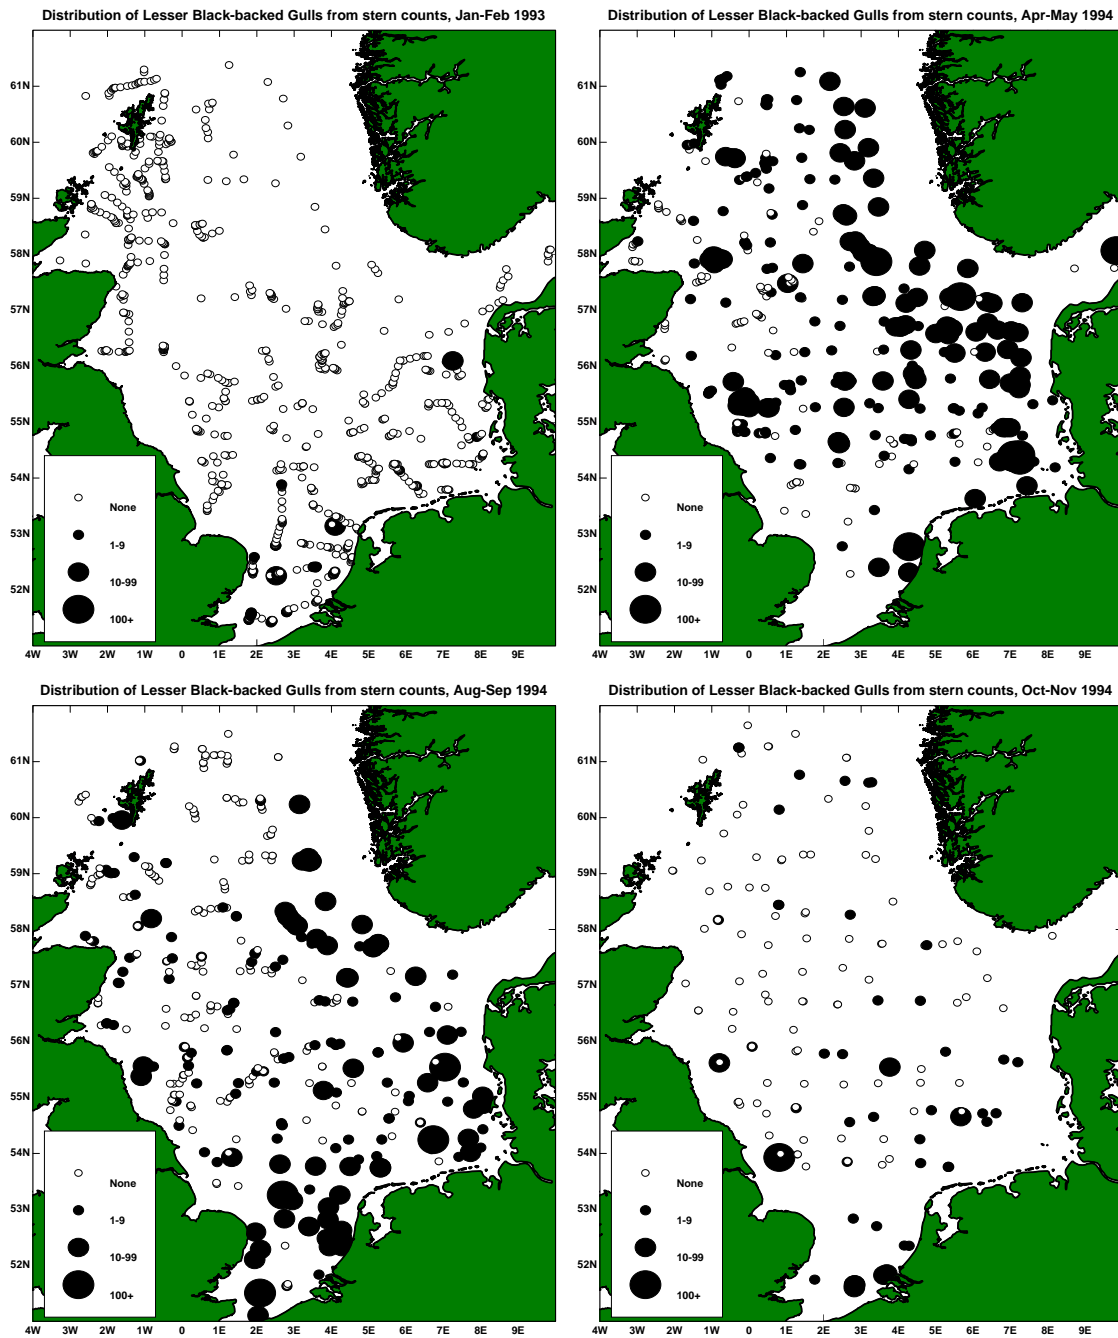 Distribution of Lesser Black-backed Gulls from stern counts, Jan-Feb 1993
61N
60N
59N
58N
57N
56N
55N
54N
53N
52N
None
1-9
10-99
100+
4W 3W 2W 1W 0 1E 2E 3E 4E 5E 6E 7E 8E 9E
Distribution of Lesser Black-backed Gulls from stern counts, Apr-May 1994
61N
60N
59N
58N
57N
56N
55N
54N
53N
52N
None
1-9
10-99
100+
4W 3W 2W 1W 0 1E 2E 3E 4E 5E 6E 7E 8E 9E
Distribution of Lesser Black-backed Gulls from stern counts, Aug-Sep 1994
61N
60N
59N
58N
57N
56N
55N
54N
53N
52N
None
1-9
10-99
100+
4W 3W 2W 1W 0 1E 2E 3E 4E 5E 6E 7E 8E 9E
Distribution of Lesser Black-backed Gulls from stern counts, Oct-Nov 1994
61N
60N
59N
58N
57N
56N
55N
54N
53N
52N
None
1-9
10-99
100+
4W 3W 2W 1W 0 1E 2E 3E 4E 5E 6E 7E 8E 9E